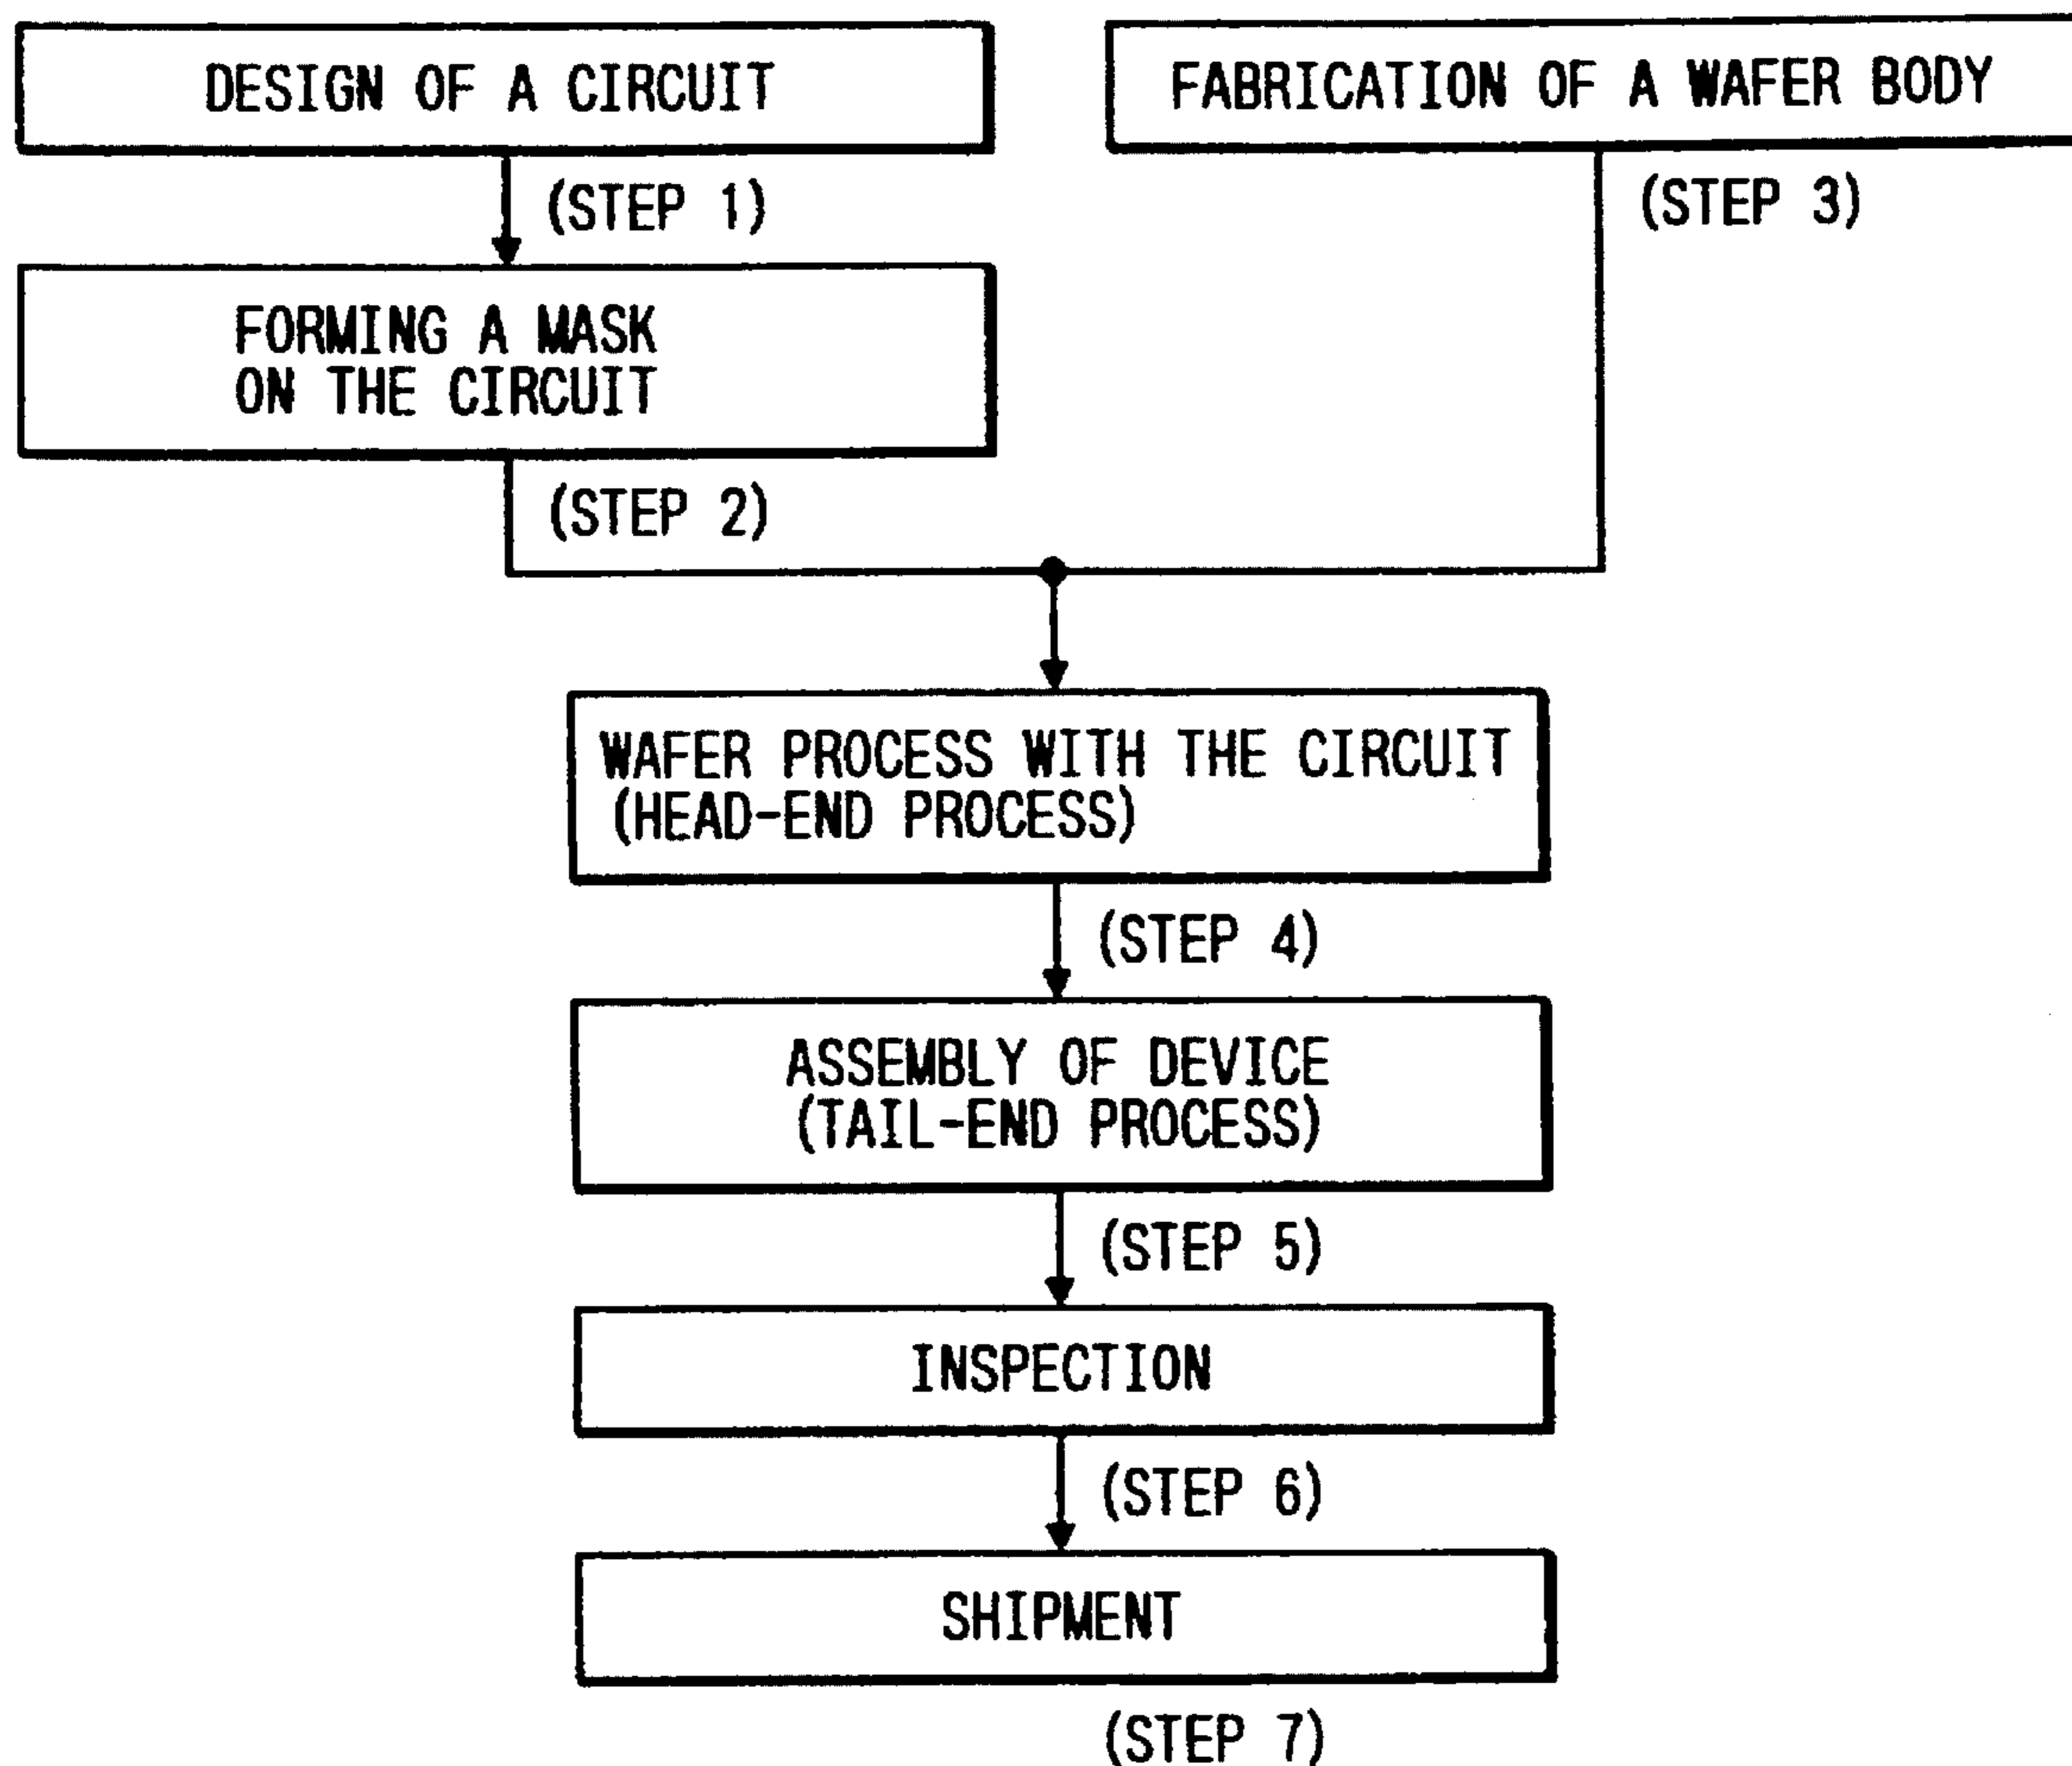 DESIGN OF A CIRCUIT
FABRICATION OF A WAFER BODY
(STEP 1)
(STEP 3)
FORMING A MASK
ON THE CIRCUIT
(STEP 2)
WAFER PROCESS WITH THE CIRCUIT
(HEAD-END PROCESS)
(STEP 4)
ASSEMBLY OF DEVICE
(TAIL-END PROCESS)
(STEP 5)
INSPECTION
(STEP 6)
SHIPMENT
(STEP 7)